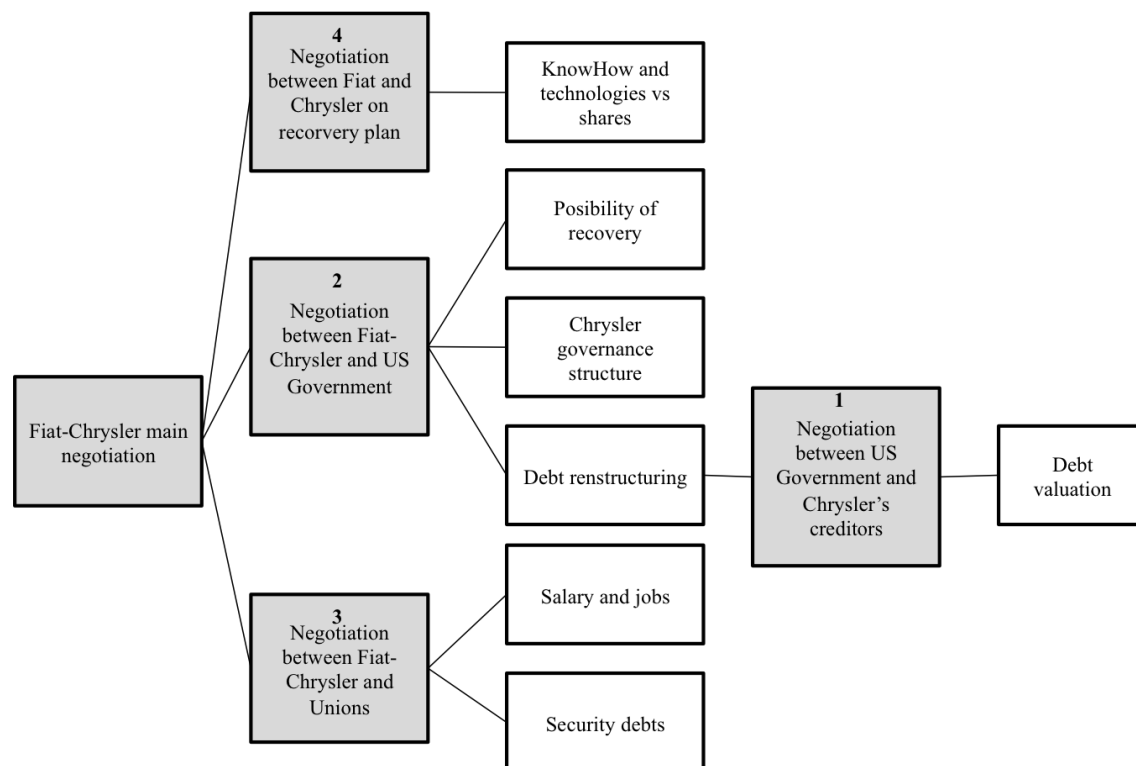 4
Negotiation
between Fiat and
Chrysler on
recorvery plan
KnowHow and
technologies vs
shares
Posibility of
recovery
2
Negotiation
between Fiat-
Chrysler and US
Government
Chrysler
governance
structure
Fiat-Chrysler main
negotiation
Debt renstructuring
1
Negotiation
between US
Government and
Chrysler’s
creditors
Debt
valuation
3
Negotiation
between Fiat-
Chrysler and
Unions
Salary and jobs
Security debts